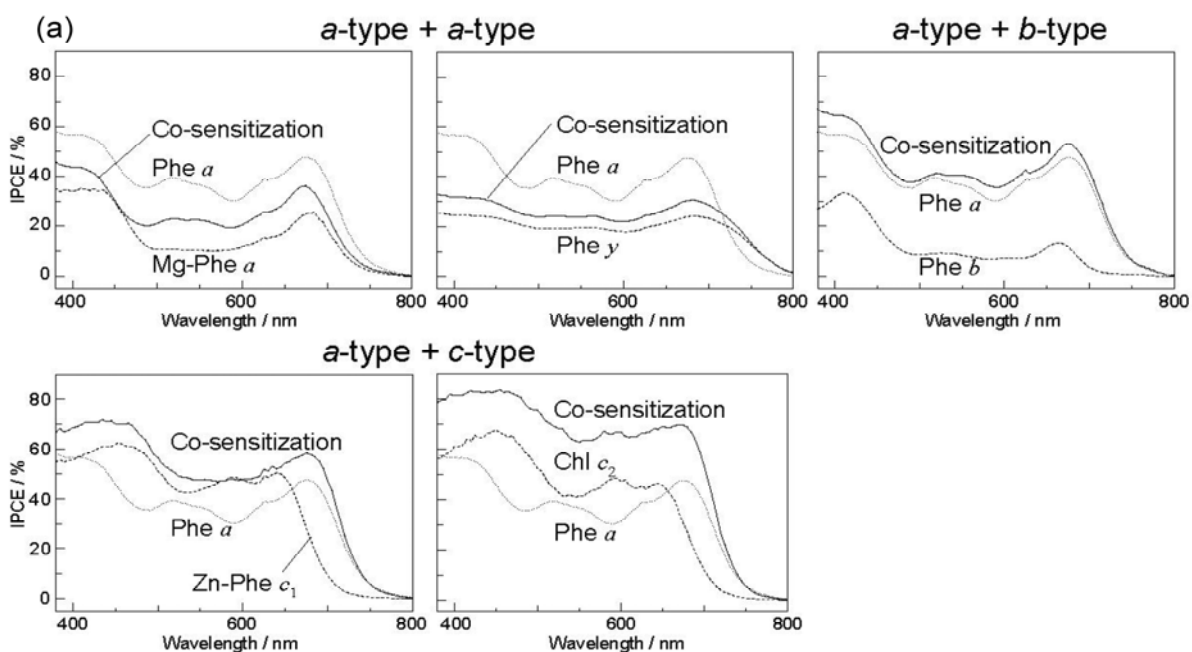 (a)
a-type + a-type
a-type + b-type
IPCE / %
80
60
40
20
0
Co-sensitization
Phe a
Mg-Phe a
400
600
800
Wavelength / nm
Co-sensitization
Phe a
Phe y
400
600
800
Wavelength / nm
Co-sensitization
Phe a
Phe b
400
600
800
Wavelength / nm
a-type + c-type
IPCE / %
80
60
40
20
0
Co-sensitization
Phe a
Zn-Phe c₁
400
600
800
Wavelength / nm
Co-sensitization
Chl c₂
Phe a
400
600
800
Wavelength / nm